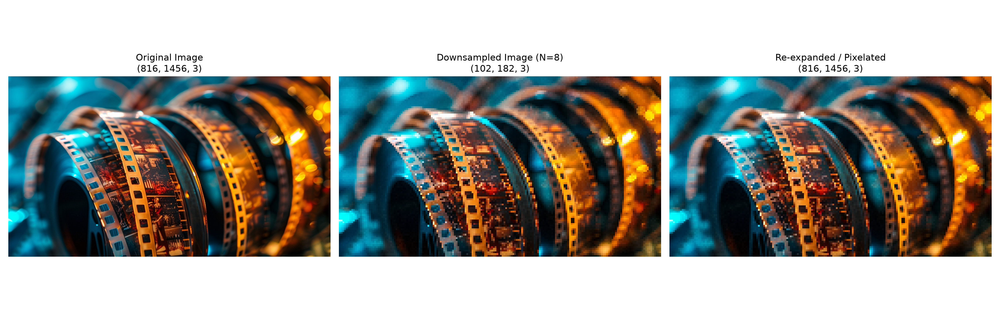 Original Image
(816, 1456, 3)
Downsampled Image (N=8)
(102, 182, 3)
Re-expanded / Pixelated
(816, 1456, 3)